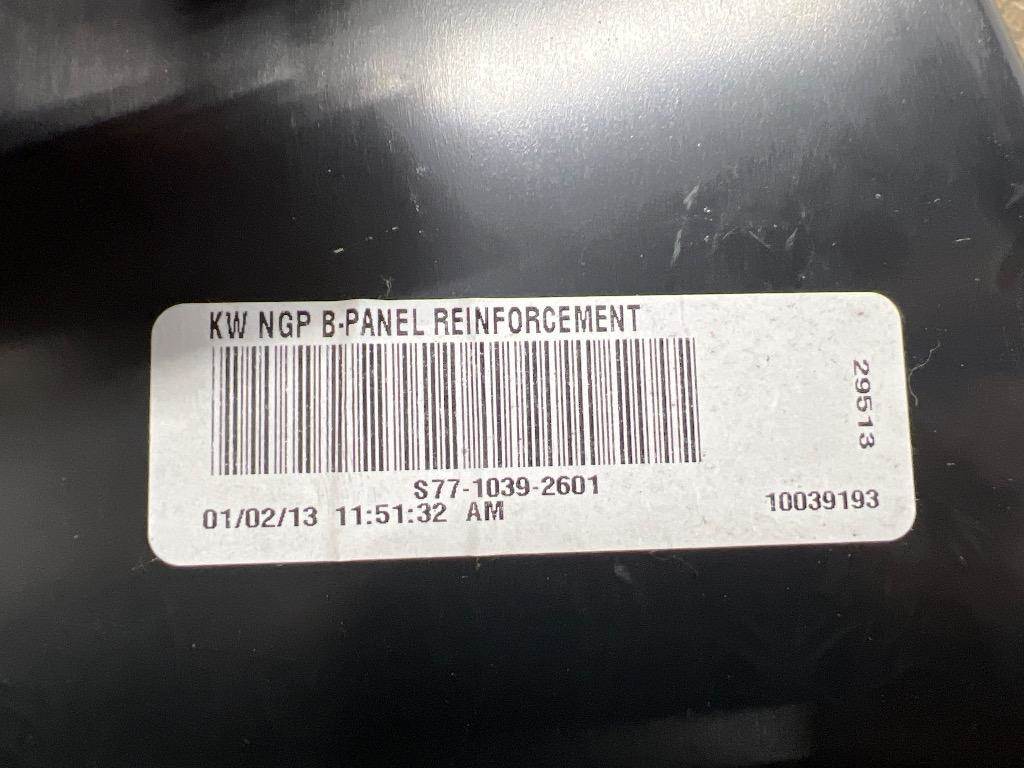 KW NGP B-PANEL REINFORCEMENT
S77-1039-2601
01/02/13 11:51:32 AM
10039193
29513